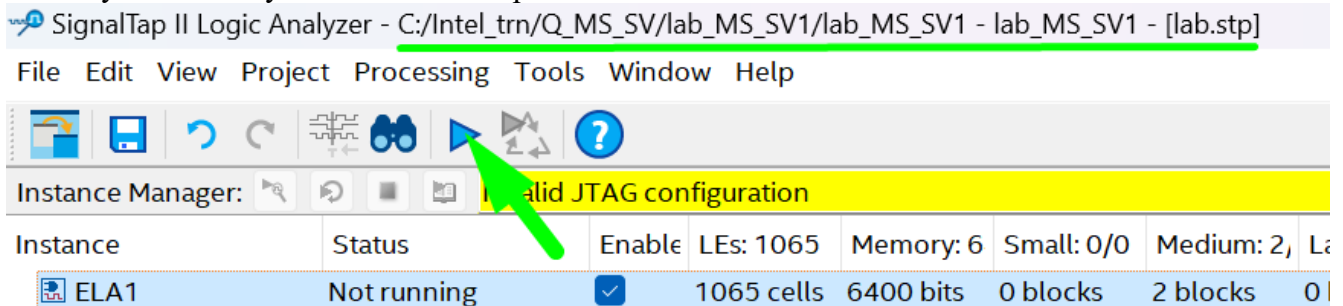 SignalTap II Logic Analyzer - C:/Intel_trn/Q_MS_SV/lab_MS_SV1/lab_MS_SV1 - lab_MS_SV1 - [lab.stp]
File Edit View Project Processing Tools Window Help
Instance Manager: JTAG configuration
Instance Status Enable LEs: 1065 Memory: 6 Small: 0/0 Medium: 2/
ELA1 Not running 1065 cells 6400 bits 0 blocks 2 blocks 0